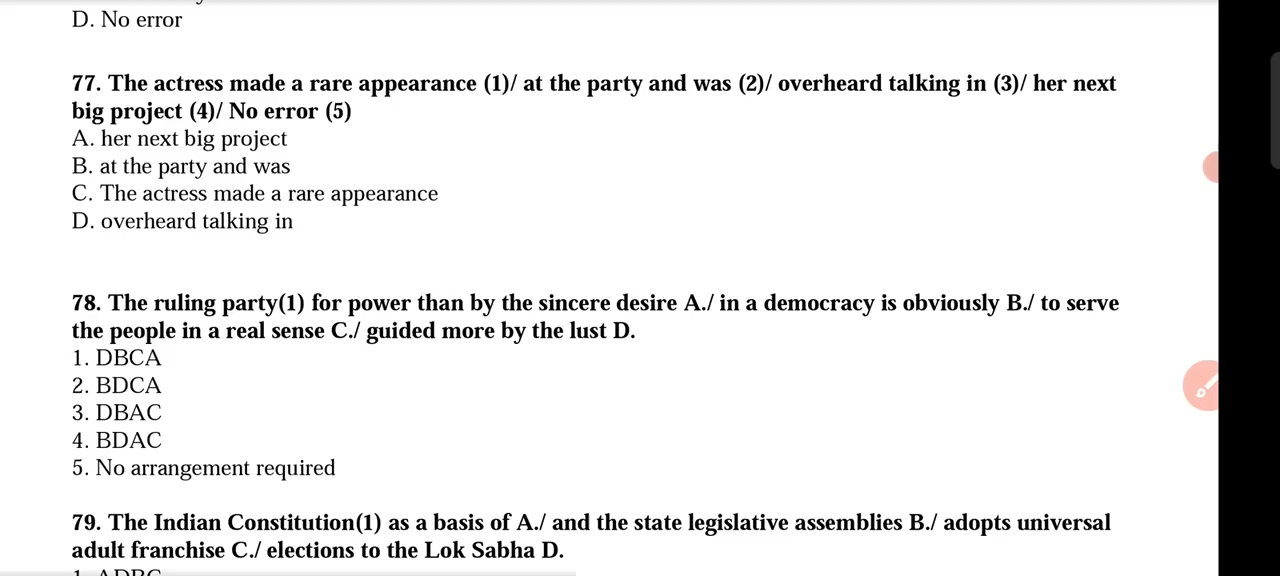 D. No error
77. The actress made a rare appearance (1)/ at the party and was (2)/ overheard talking in (3)/ her next
big project (4)/ No error (5)
A. her next big project
B. at the party and was
C. The actress made a rare appearance
D. overheard talking in
78. The ruling party(1) for power than by the sincere desire A./ in a democracy is obviously B./ to serve
the people in a real sense C./ guided more by the lust D.
1. DBCA
2. BDCA
3. DBAC
4. BDAC
5. No arrangement required
79. The Indian Constitution(1) as a basis of A./ and the state legislative assemblies B./ adopts universal
adult franchise C./ elections to the Lok Sabha D.
1. ADBC